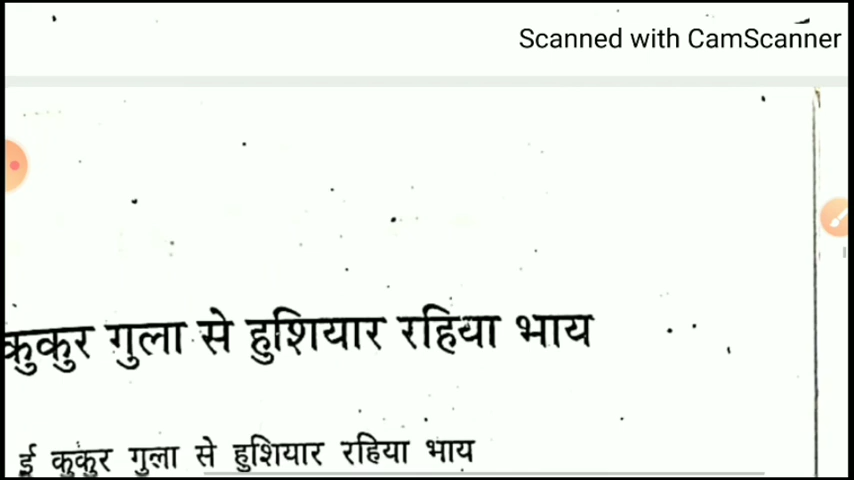 Scanned with CamScanner
कुकुर गुला से हुशियार रहिया भाय
ई कुकुर गुला से हुशियार रहिया भाय